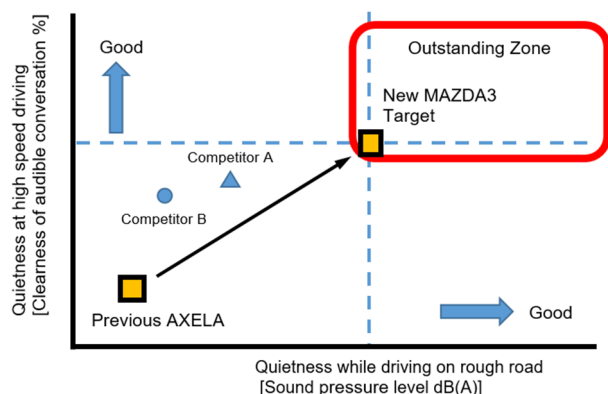 Good
Outstanding Zone
New MAZDA3
Target
Competitor A
Competitor B
Previous AXELA
Good
Quietness at high speed driving
[Clearness of audible conversation %]
Quietness while driving on rough road
[Sound pressure level dB(A)]